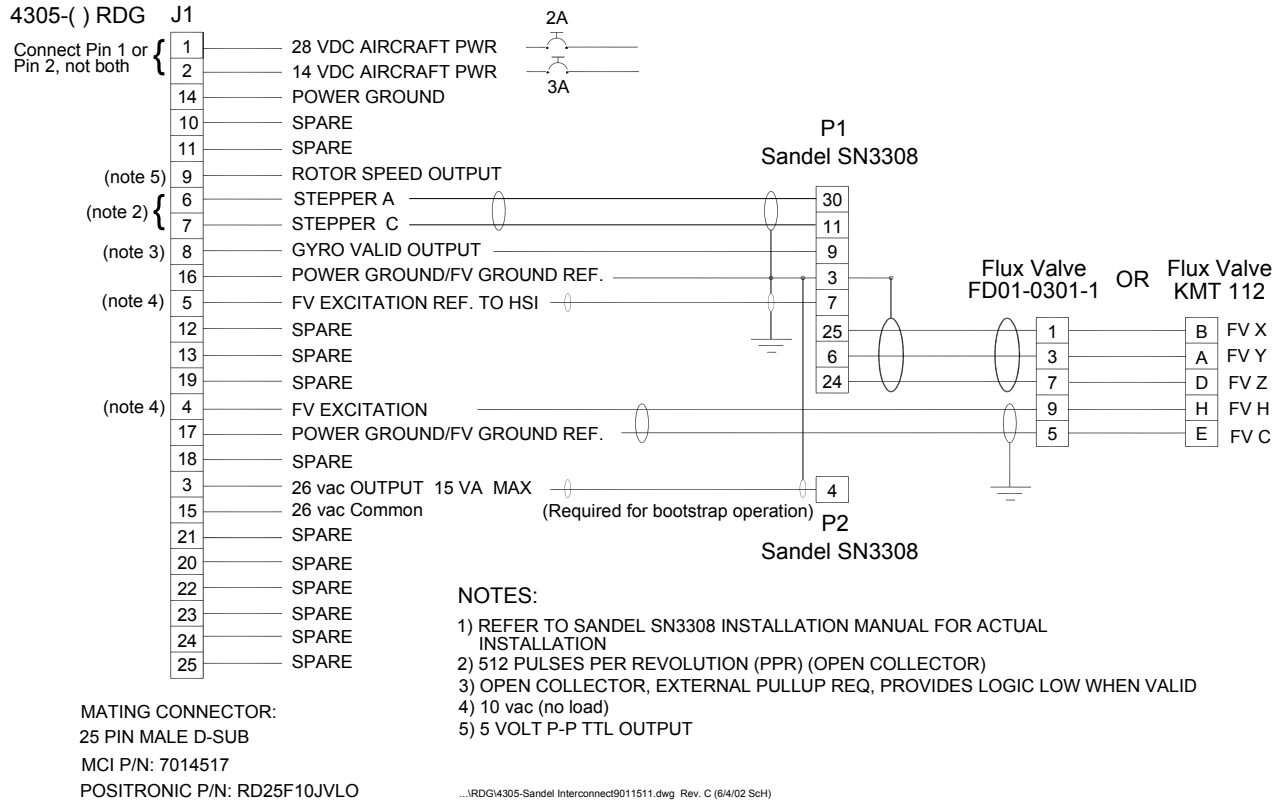 4305-( ) RDG J1
Connect Pin 1 or
Pin 2, not both
{
1 28 VDC AIRCRAFT PWR 2A
2 14 VDC AIRCRAFT PWR 3A
14 POWER GROUND
10 SPARE
11 SPARE
(note 5) 9 ROTOR SPEED OUTPUT
(note 2) {
6 STEPPER A
7 STEPPER C
(note 3) 8 GYRO VALID OUTPUT
16 POWER GROUND/FV GROUND REF.
(note 4) 5 FV EXCITATION REF. TO HSI
12 SPARE
13 SPARE
19 SPARE
(note 4) 4 FV EXCITATION
17 POWER GROUND/FV GROUND REF.
18 SPARE
3 26 vac OUTPUT 15 VA MAX
15 26 vac Common
21 SPARE
20 SPARE
22 SPARE
23 SPARE
24 SPARE
25 SPARE
P1
Sandel SN3308
30
11
9
3
7
25
6
24
Flux Valve
FD01-0301-1
OR
Flux Valve
KMT 112
1 B FV X
3 A FV Y
7 D FV Z
9 H FV H
5 E FV C
4
(Required for bootstrap operation)
P2
Sandel SN3308
NOTES:
1) REFER TO SANDEL SN3308 INSTALLATION MANUAL FOR ACTUAL
INSTALLATION
2) 512 PULSES PER REVOLUTION (PPR) (OPEN COLLECTOR)
3) OPEN COLLECTOR, EXTERNAL PULLUP REQ, PROVIDES LOGIC LOW WHEN VALID
4) 10 vac (no load)
5) 5 VOLT P-P TTL OUTPUT
MATING CONNECTOR:
25 PIN MALE D-SUB
MCI P/N: 7014517
POSITRONIC P/N: RD25F10JVLO
...\RDG\4305-Sandel Interconnect9011511.dwg Rev. C (6/4/02 ScH)